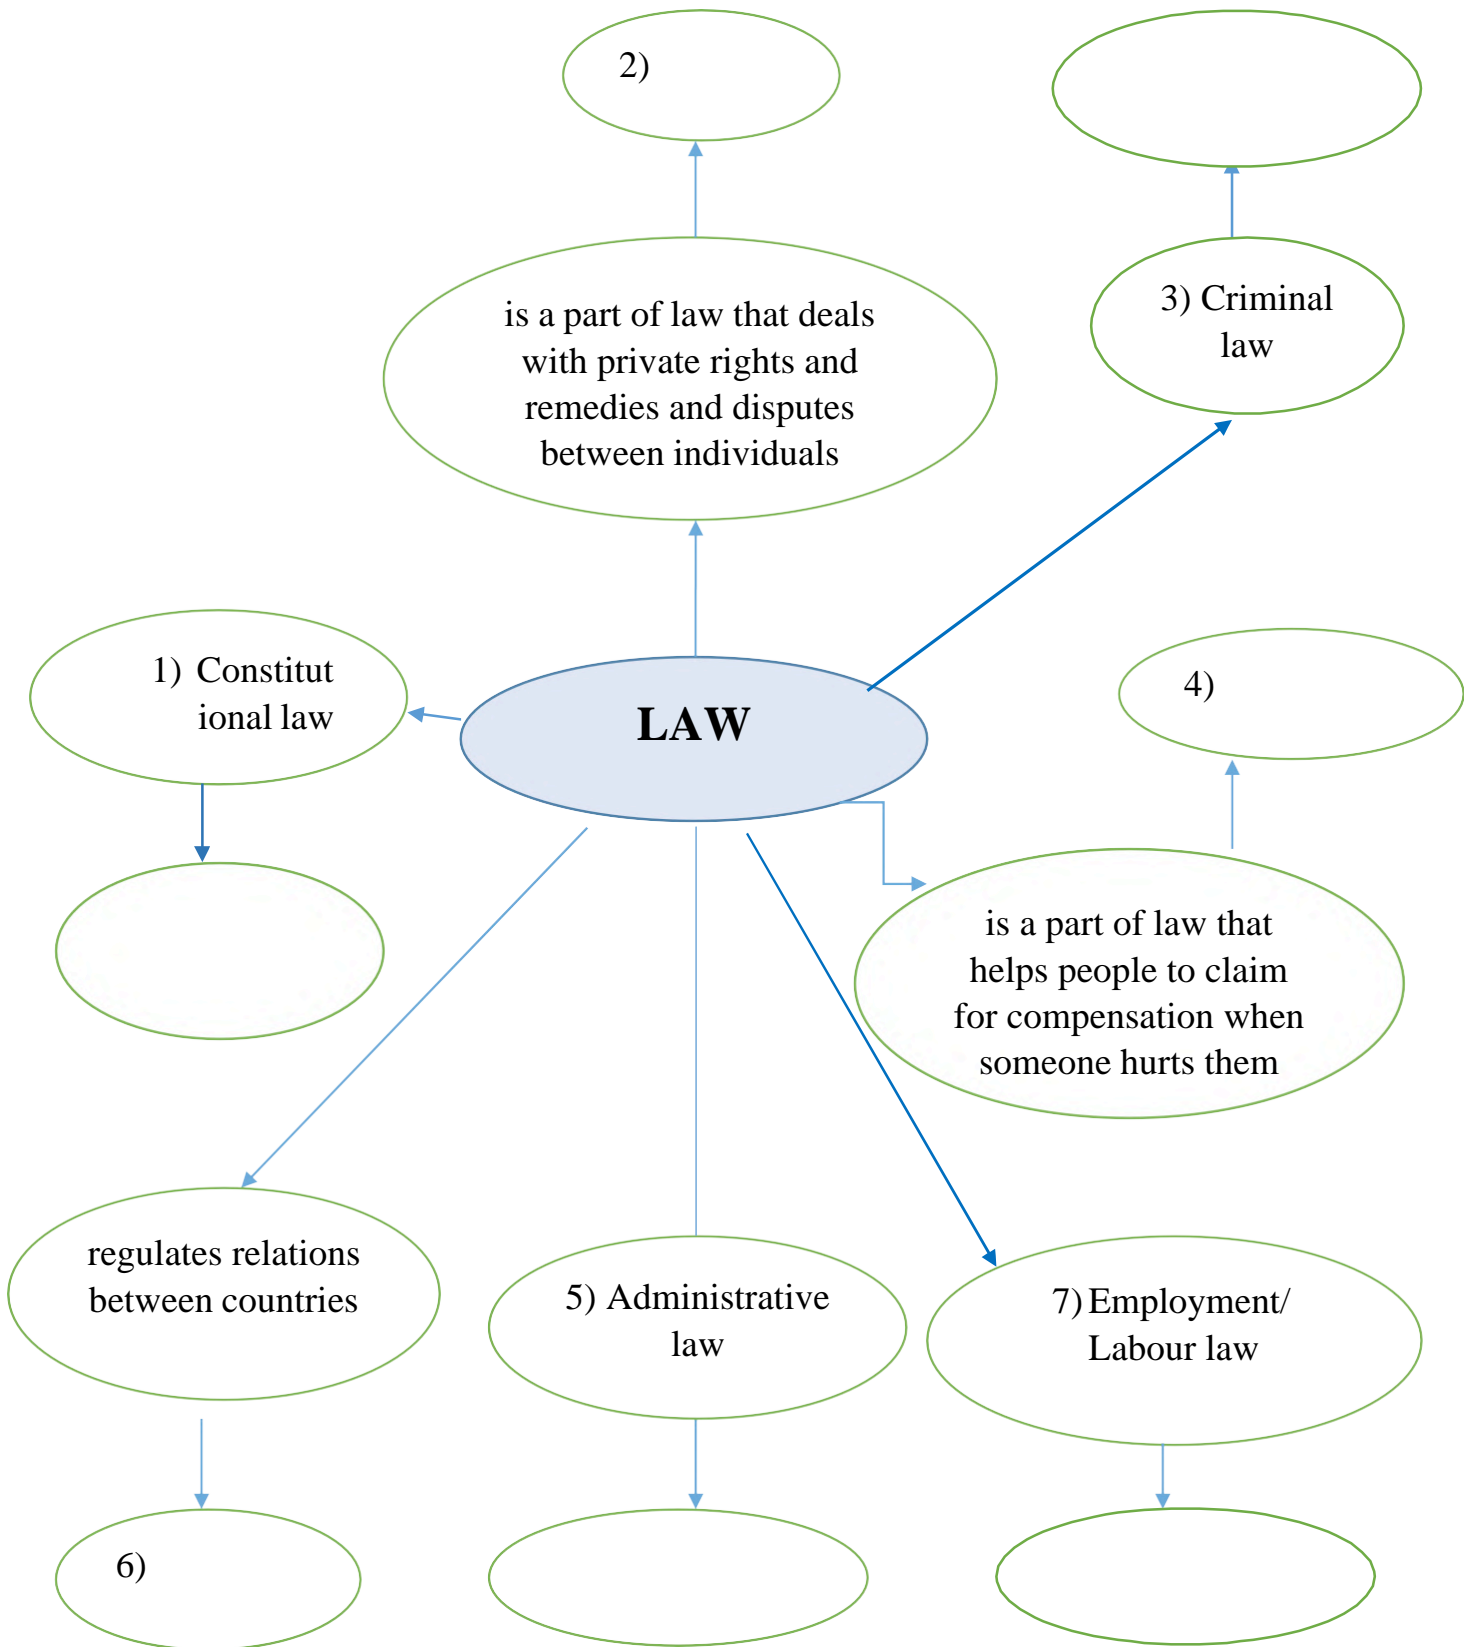 2)
is a part of law that deals
with private rights and
remedies and disputes
between individuals
3) Criminal
law
1) Constitut
ional law
LAW
4)
is a part of law that
helps people to claim
for compensation when
someone hurts them
regulates relations
between countries
5) Administrative
law
7) Employment/
Labour law
6)